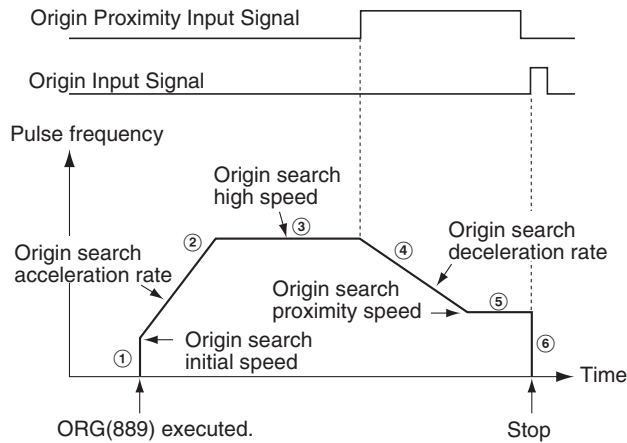 Origin Proximity Input Signal
Origin Input Signal
Pulse frequency
Origin search
high speed
②
③
④
Origin search
acceleration rate
Origin search
deceleration rate
Origin search
proximity speed
⑤
①
Origin search
initial speed
⑥
Time
ORG(889) executed.
Stop